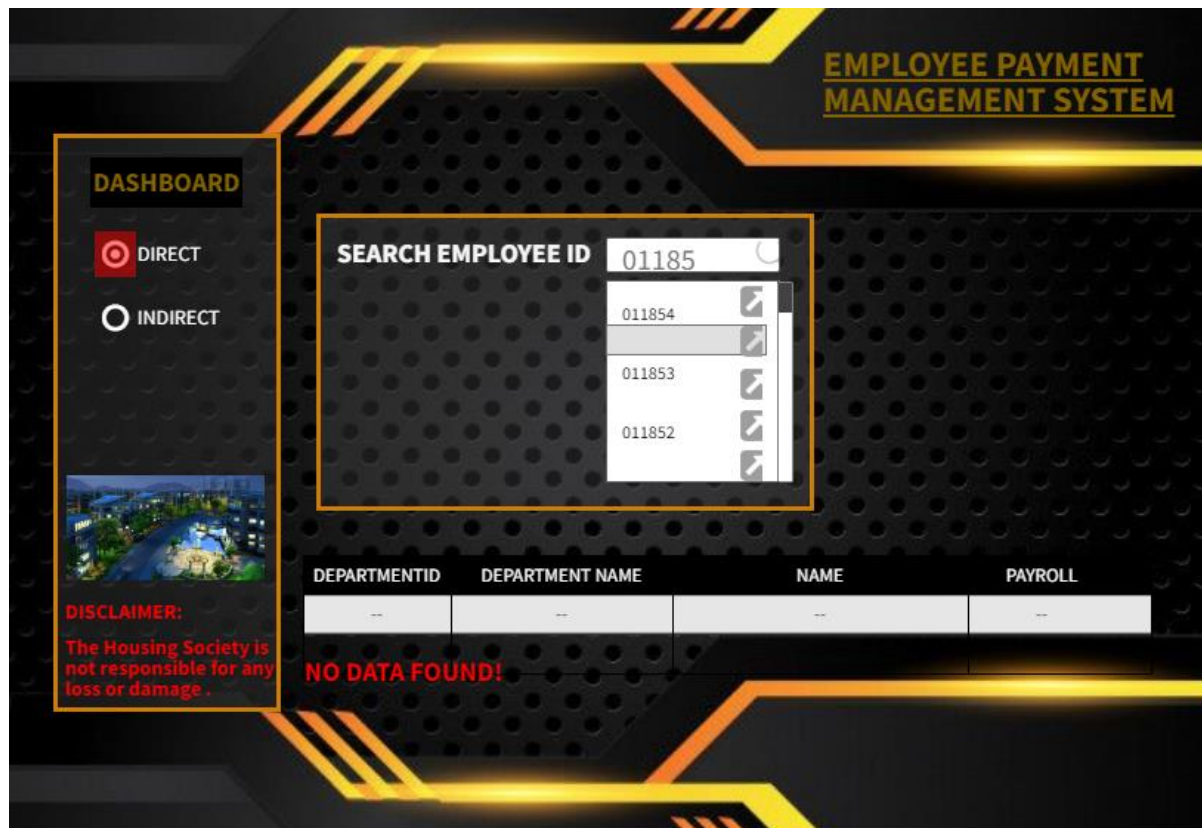 EMPLOYEE PAYMENT
MANAGEMENT SYSTEM
DASHBOARD
DIRECT
INDIRECT
SEARCH EMPLOYEE ID
01185
011854
011853
011852
DISCLAIMER:
The Housing Society is
not responsible for any
loss or damage .
DEPARTMENTID DEPARTMENT NAME NAME PAYROLL
-- -- -- --
NO DATA FOUND!